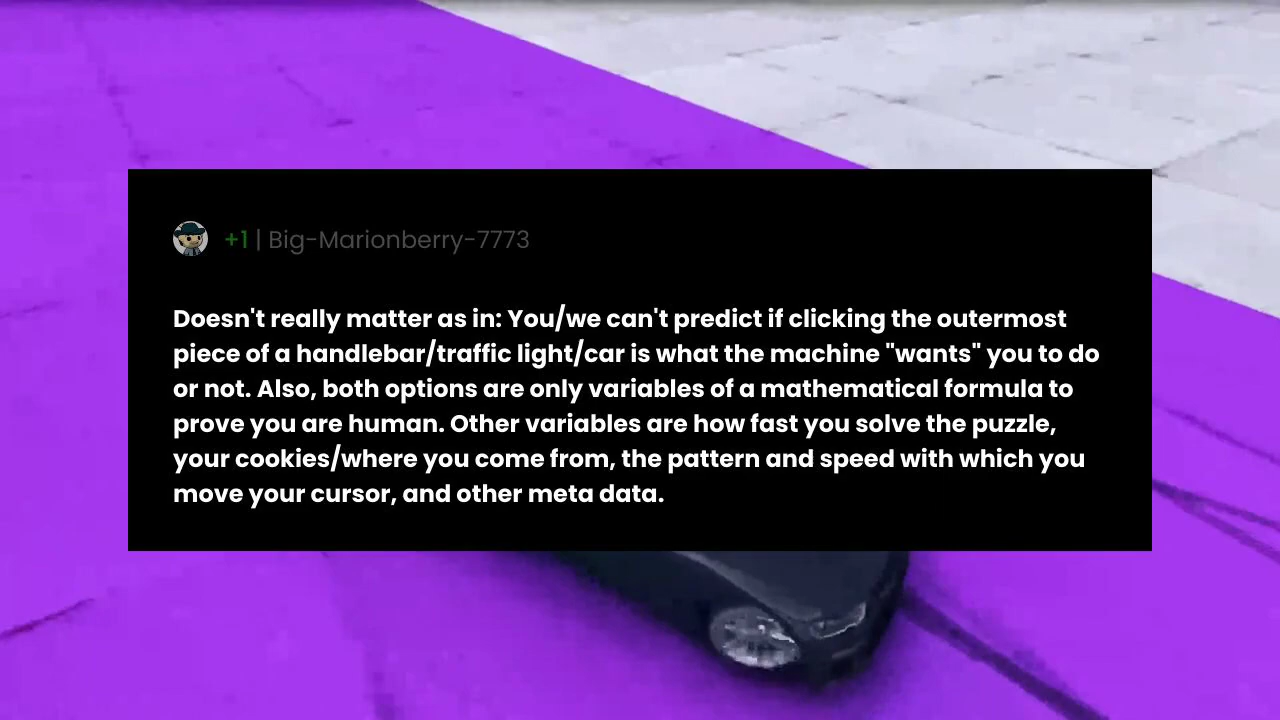 +1 | Big-Marionberry-7773
Doesn't really matter as in: You/we can't predict if clicking the outermost
piece of a handlebar/traffic light/car is what the machine "wants" you to do
or not. Also, both options are only variables of a mathematical formula to
prove you are human. Other variables are how fast you solve the puzzle,
your cookies/where you come from, the pattern and speed with which you
move your cursor, and other meta data.